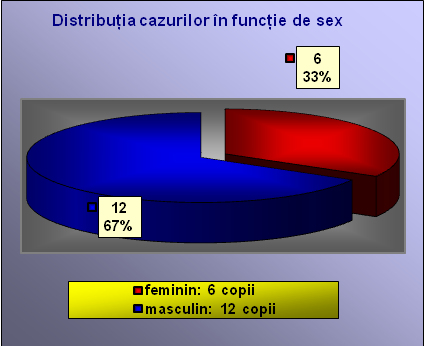 Distribuția cazurilor în funcție de sex
6
33%
12
67%
feminin: 6 copii
masculin: 12 copii